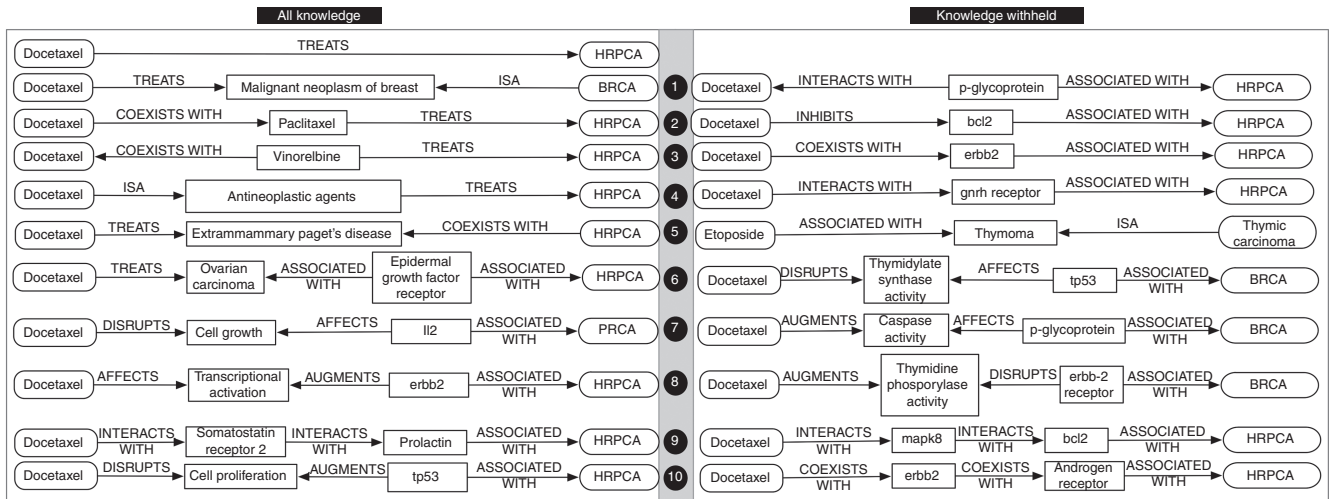 All knowledge
Knowledge withheld
Docetaxel TREATS HRPCA
Docetaxel TREATS Malignant neoplasm of breast ISA BRCA
1
Docetaxel INTERACTS WITH p-glycoprotein ASSOCIATED WITH HRPCA
Docetaxel COEXISTS WITH Paclitaxel TREATS HRPCA
2
Docetaxel INHIBITS bcl2 ASSOCIATED WITH HRPCA
Docetaxel COEXISTS WITH Vinorelbine TREATS HRPCA
3
Docetaxel COEXISTS WITH erbb2 ASSOCIATED WITH HRPCA
Docetaxel ISA Antineoplastic agents TREATS HRPCA
4
Docetaxel INTERACTS WITH gnrh receptor ASSOCIATED WITH HRPCA
Docetaxel TREATS Extrammammary paget's disease COEXISTS WITH HRPCA
5
Etoposide ASSOCIATED WITH Thymoma ISA Thymic
carcinoma
Docetaxel TREATS Ovarian
carcinoma
ASSOCIATED
WITH
Epidermal
growth factor
receptor
ASSOCIATED
WITH
HRPCA
6
Docetaxel DISRUPTS Thymidylate
synthase
activity
AFFECTS tp53 ASSOCIATED
WITH
BRCA
Docetaxel DISRUPTS Cell growth AFFECTS Il2 ASSOCIATED
WITH
PRCA
7
Docetaxel AUGMENTS Caspase
activity
AFFECTS p-glycoprotein ASSOCIATED
WITH
BRCA
Docetaxel AFFECTS Transcriptional
activation
AUGMENTS erbb2 ASSOCIATED
WITH
HRPCA
8
Docetaxel AUGMENTS Thymidine
phosporylase
activity
DISRUPTS erbb-2
receptor
ASSOCIATED
WITH
BRCA
Docetaxel INTERACTS
WITH
Somatostatin
receptor 2
INTERACTS
WITH
Prolactin ASSOCIATED
WITH
HRPCA
9
Docetaxel INTERACTS
WITH
mapk8 INTERACTS
WITH
bcl2 ASSOCIATED
WITH
HRPCA
Docetaxel DISRUPTS Cell proliferation AUGMENTS tp53 ASSOCIATED
WITH
HRPCA
10
Docetaxel COEXISTS
WITH
erbb2 COEXISTS
WITH
Androgen
receptor
ASSOCIATED
WITH
HRPCA